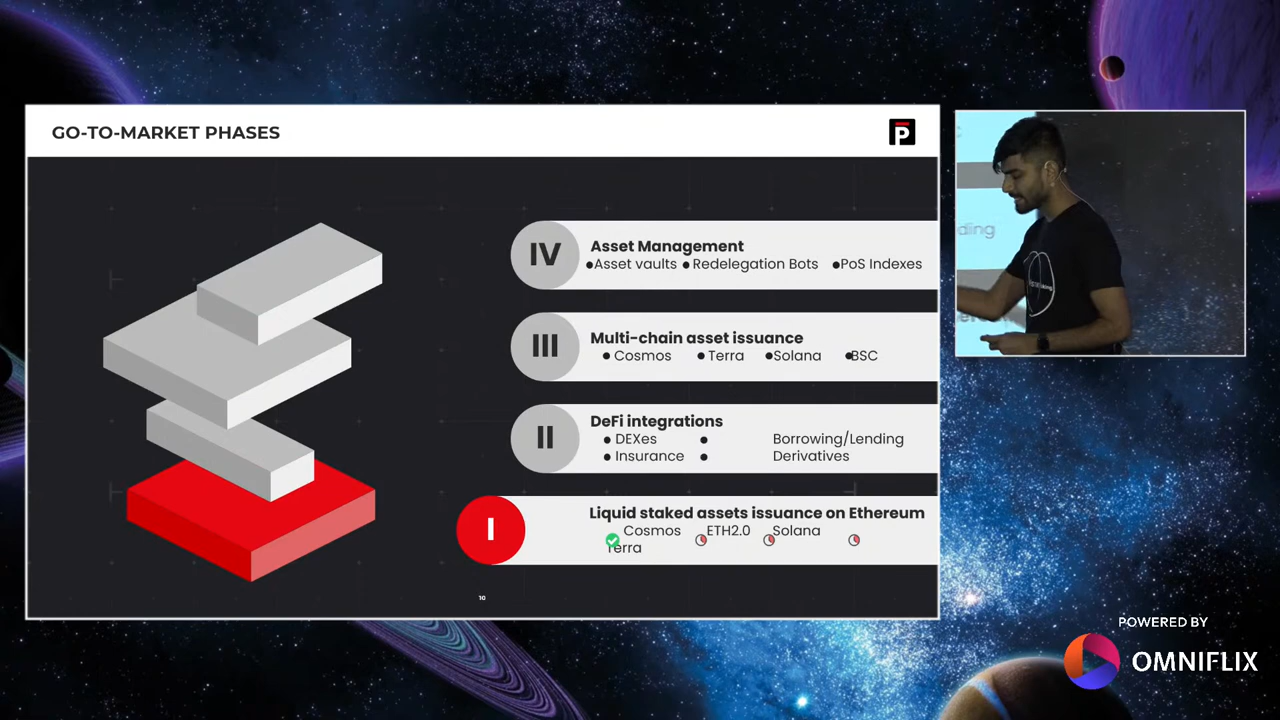 GO-TO-MARKET PHASES
P
IV
Asset Management
●Asset vaults ● Redelegation Bots ●PoS Indexes
III
Multi-chain asset issuance
● Cosmos ● Terra ●Solana ●BSC
II
DeFi integrations
● DEXes ● Borrowing/Lending
● Insurance ● Derivatives
I
Liquid staked assets issuance on Ethereum
Cosmos ETH2.0 Solana
Terra
10
POWERED BY
OMNIFLIX